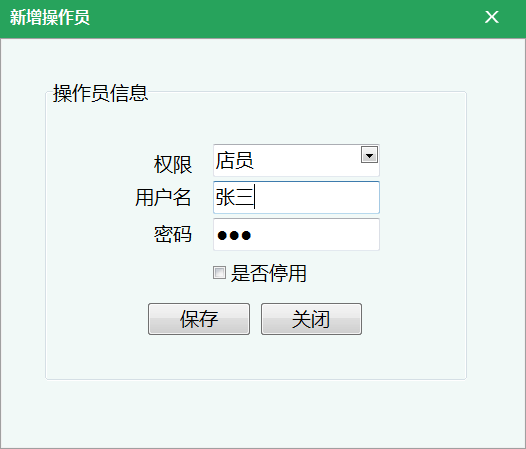 新增操作员
操作员信息
权限 店员
用户名 张三
密码 ●●●
是否停用
保存 关闭